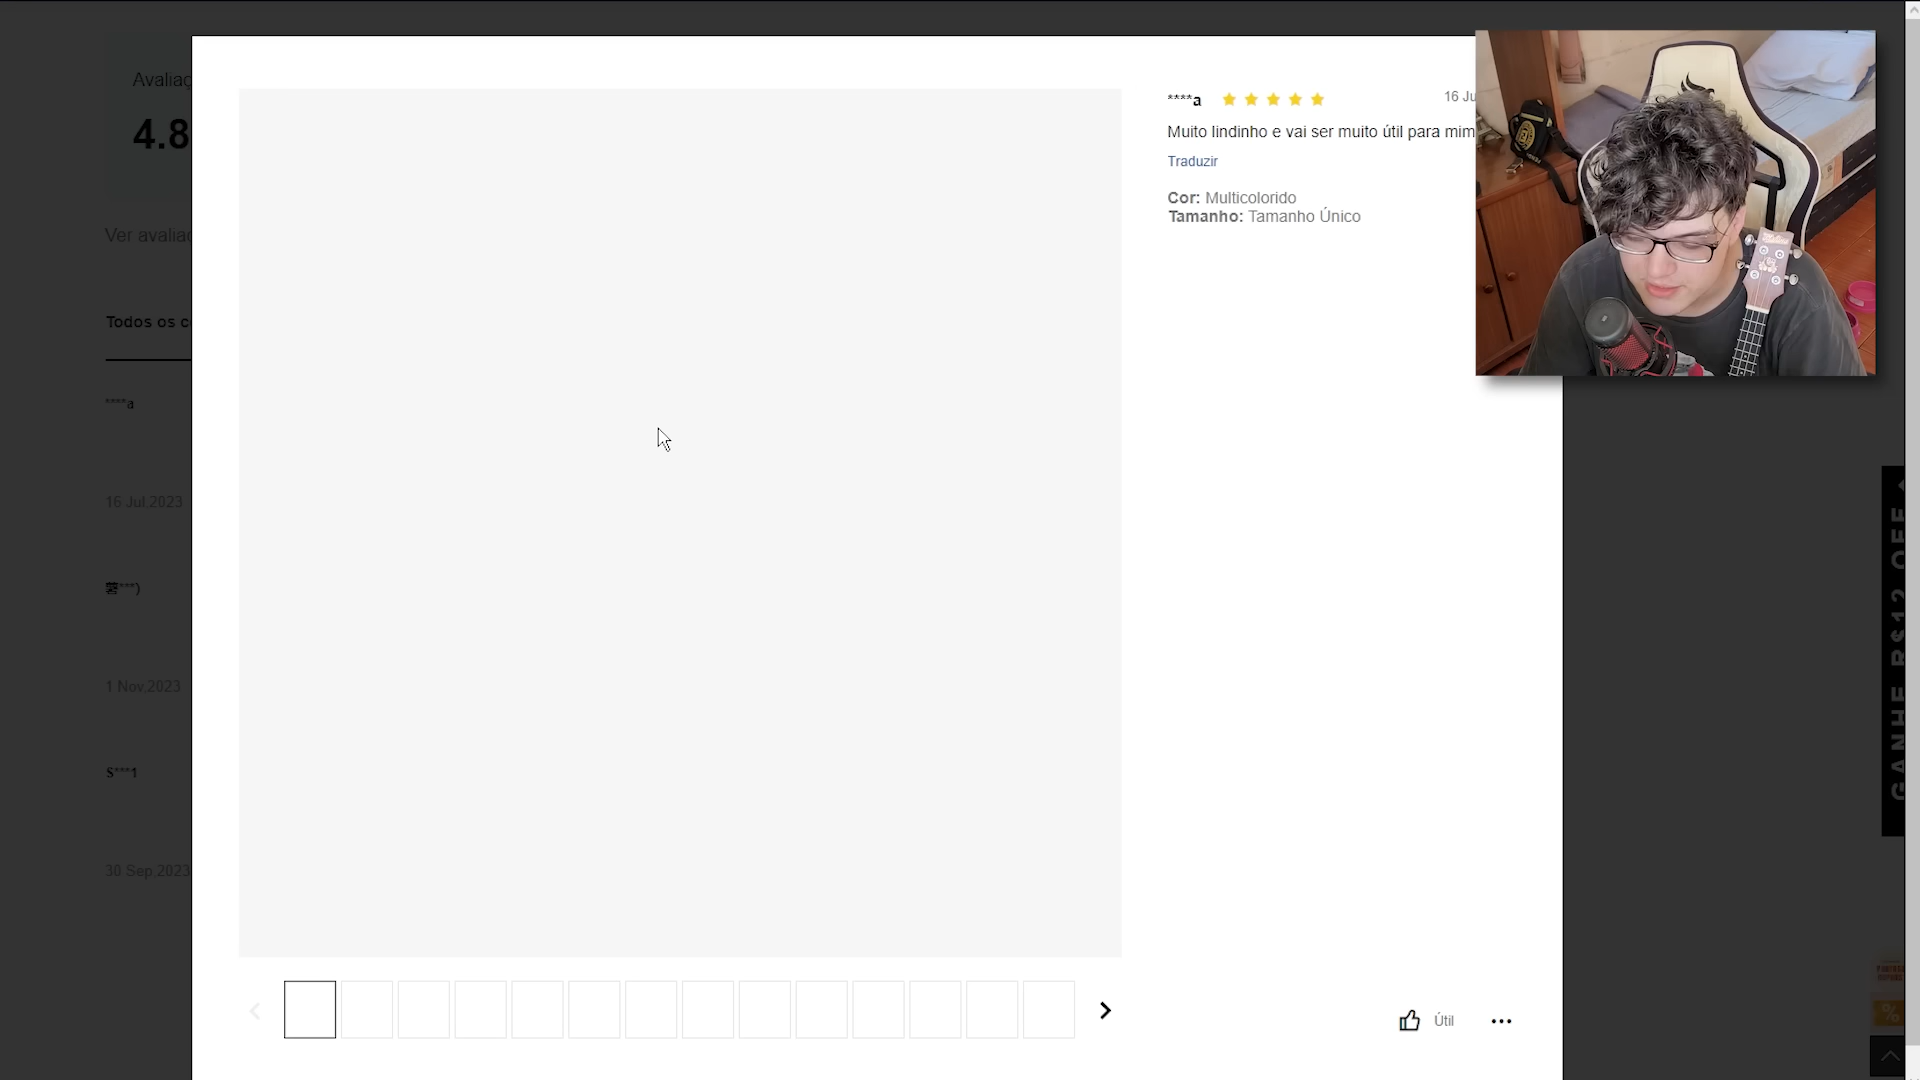 Avaliaç
4.8
Ver avaliaç
Todos os c
****a
16 Jul,2023
1 Nov,2023
S***1
30 Sep,2023
****a
16 Ju
Muito lindinho e vai ser muito útil para mim
Traduzir
Cor: Multicolorido
Tamanho: Tamanho Único
Útil
GANHE R$12 OFF
%